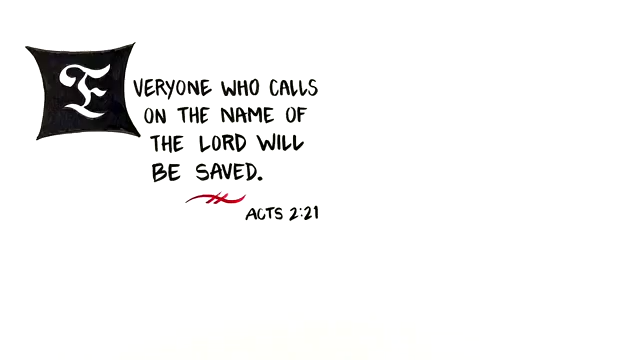 EVERYONE WHO CALLS
ON THE NAME OF
THE LORD WILL
BE SAVED.
ACTS 2:21